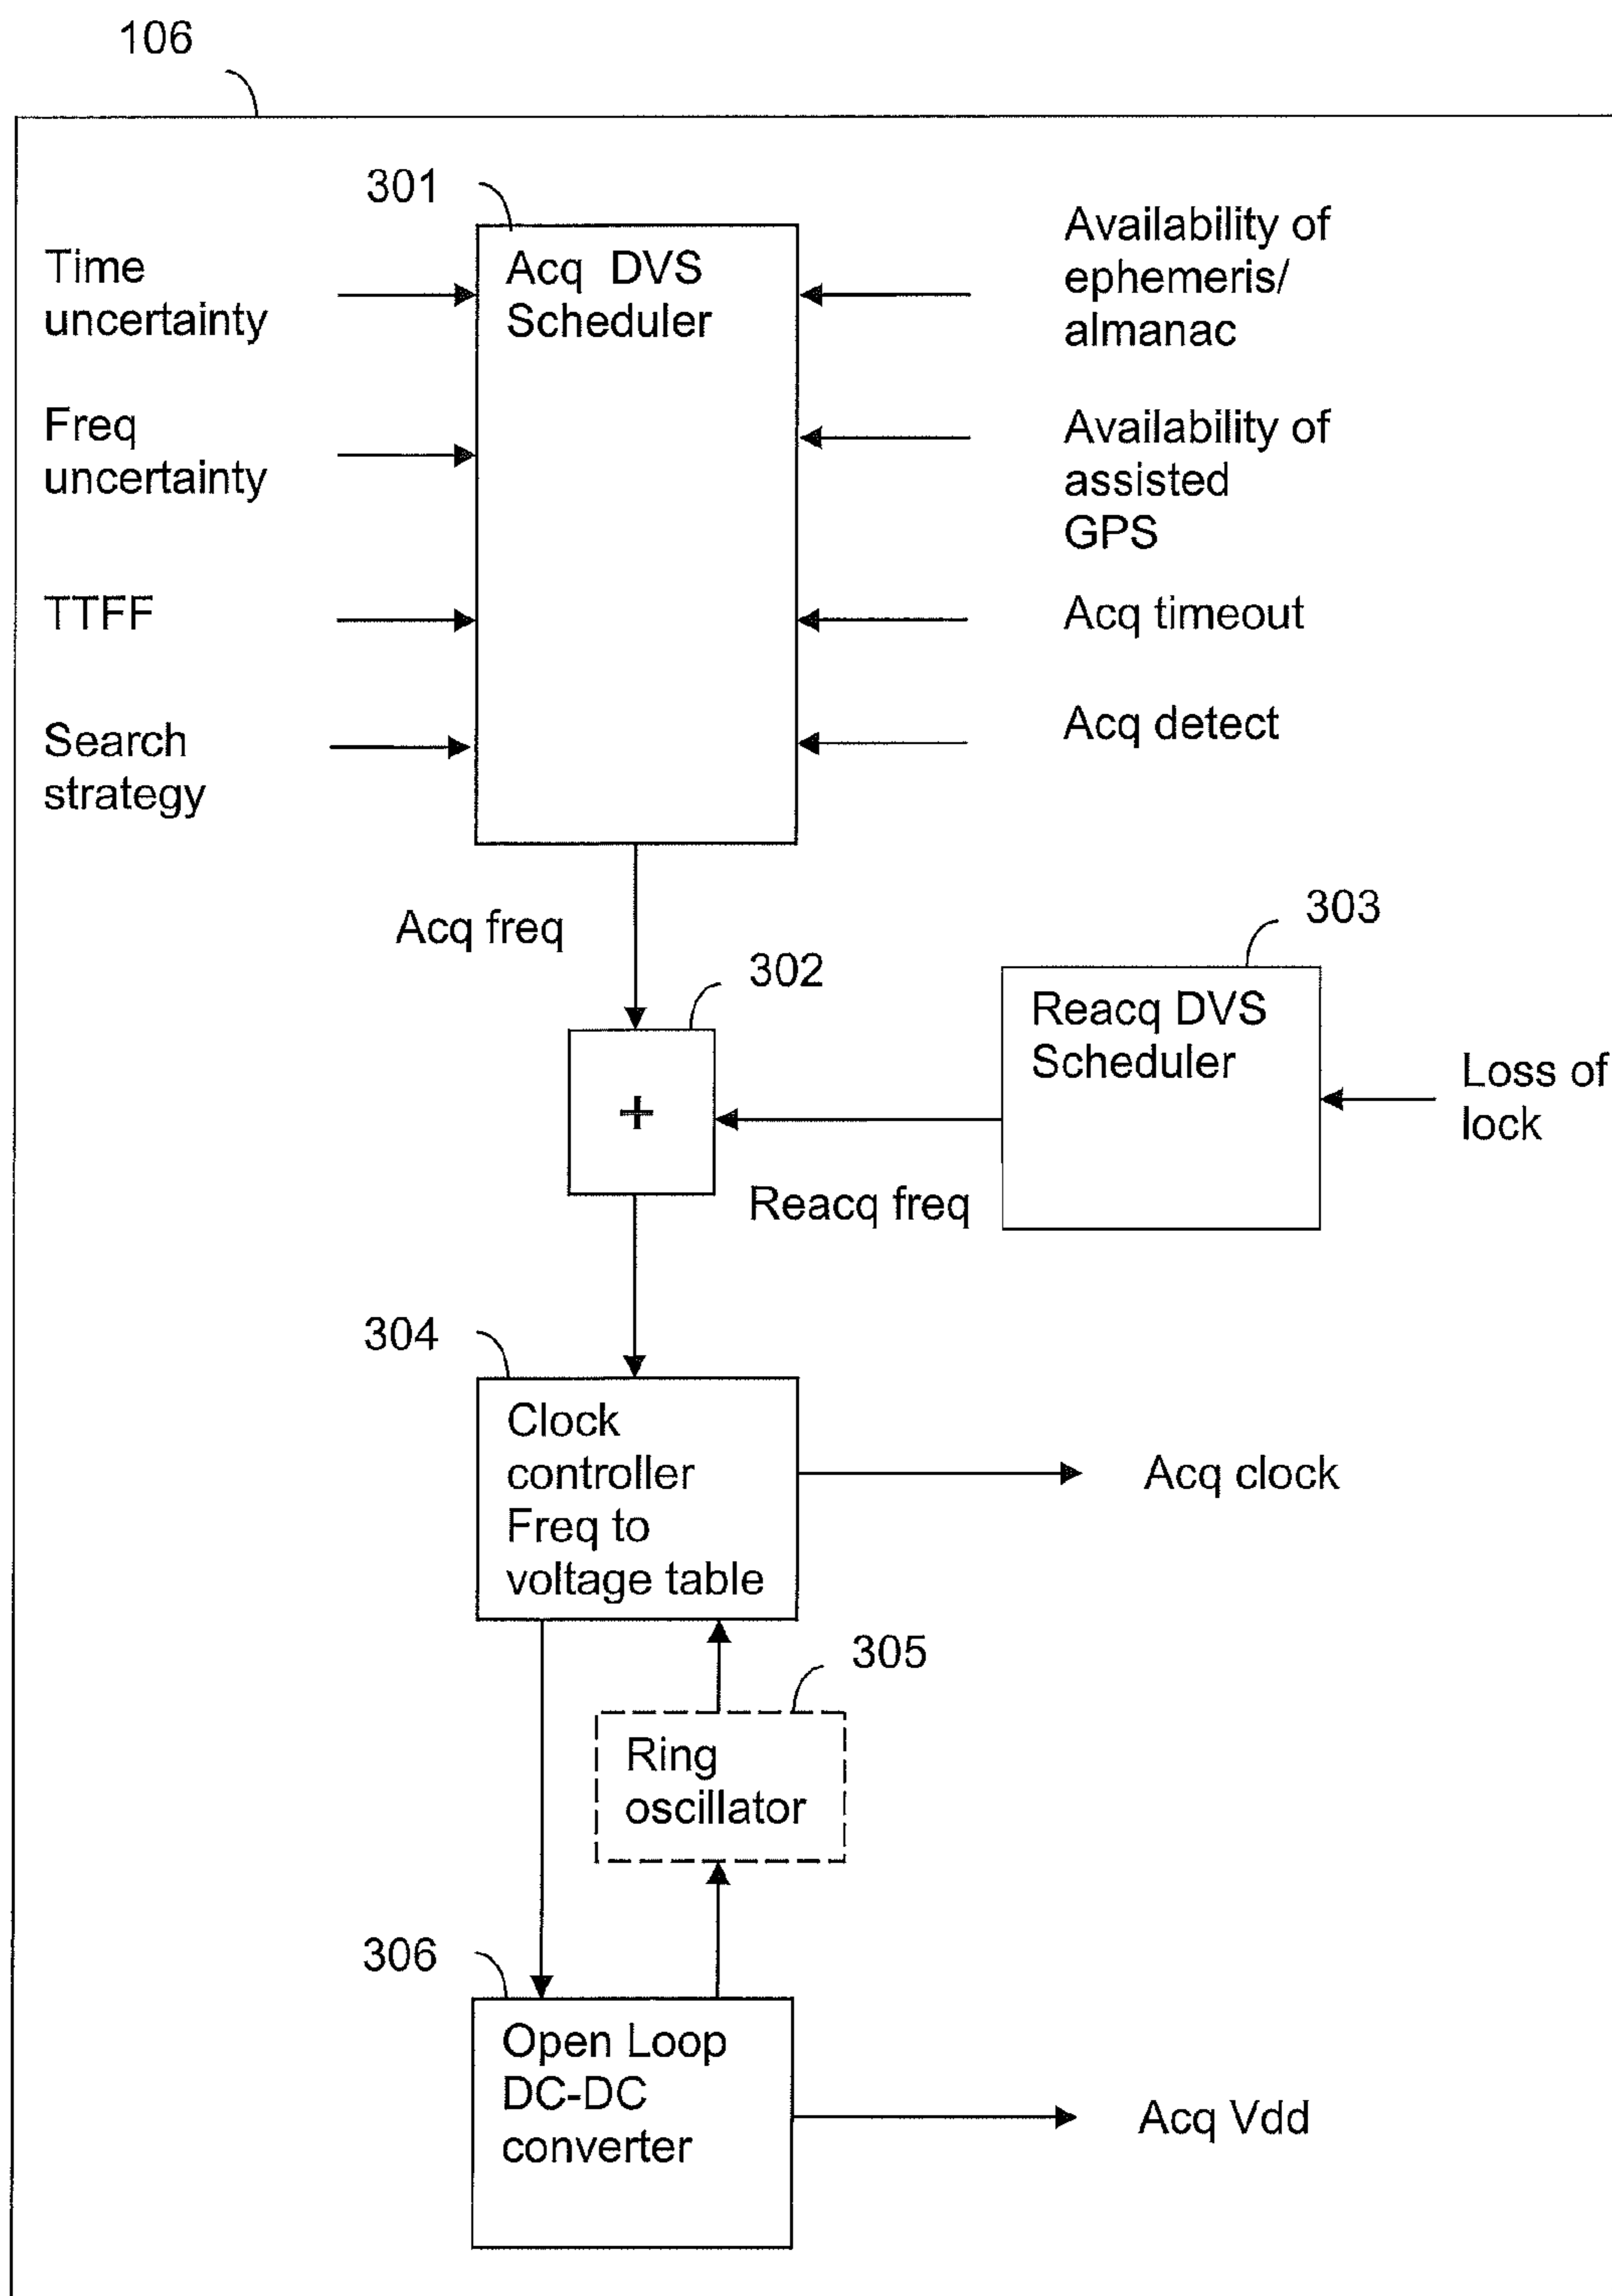 106
301
Time
uncertainty
Acq DVS
Scheduler
Availability of
ephemeris/
almanac
Freq
uncertainty
Availability of
assisted
GPS
TTFF
Acq timeout
Search
strategy
Acq detect
Acq freq
302
303
+
Reacq DVS
Scheduler
Loss of
lock
Reacq freq
304
Clock
controller
Freq to
voltage table
Acq clock
305
Ring
oscillator
306
Open Loop
DC-DC
converter
Acq Vdd